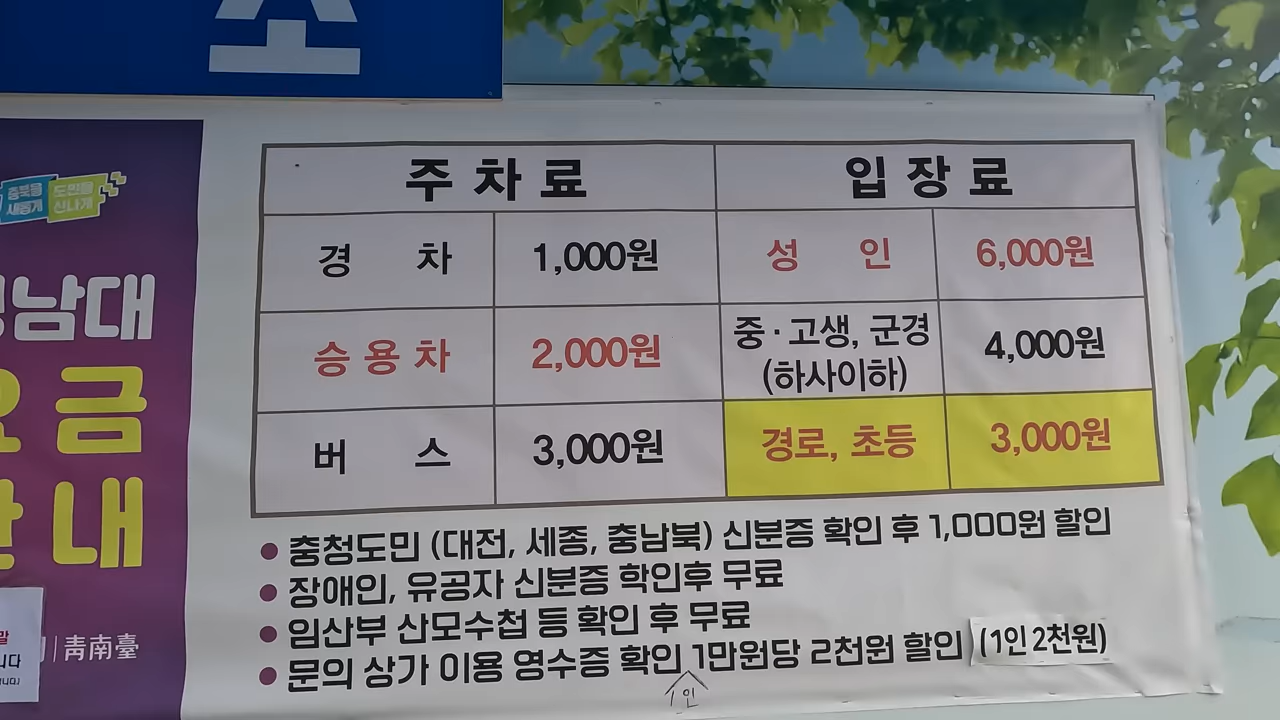 소
충북을 도민을
새롭게 신나게
남대
금
내
靑南臺
말
니다
주차료 입장료
경 차 1,000원 성 인 6,000원
승용차 2,000원 중·고생, 군경 (하사이하) 4,000원
버 스 3,000원 경로, 초등 3,000원
● 충청도민 (대전, 세종, 충남북) 신분증 확인 후 1,000원 할인
● 장애인, 유공자 신분증 학인후 무료
● 임산부 산모수첩 등 확인 후 무료
● 문의 상가 이용 영수증 확인 1만원당 2천원 할인 (1인 2천원)
1인